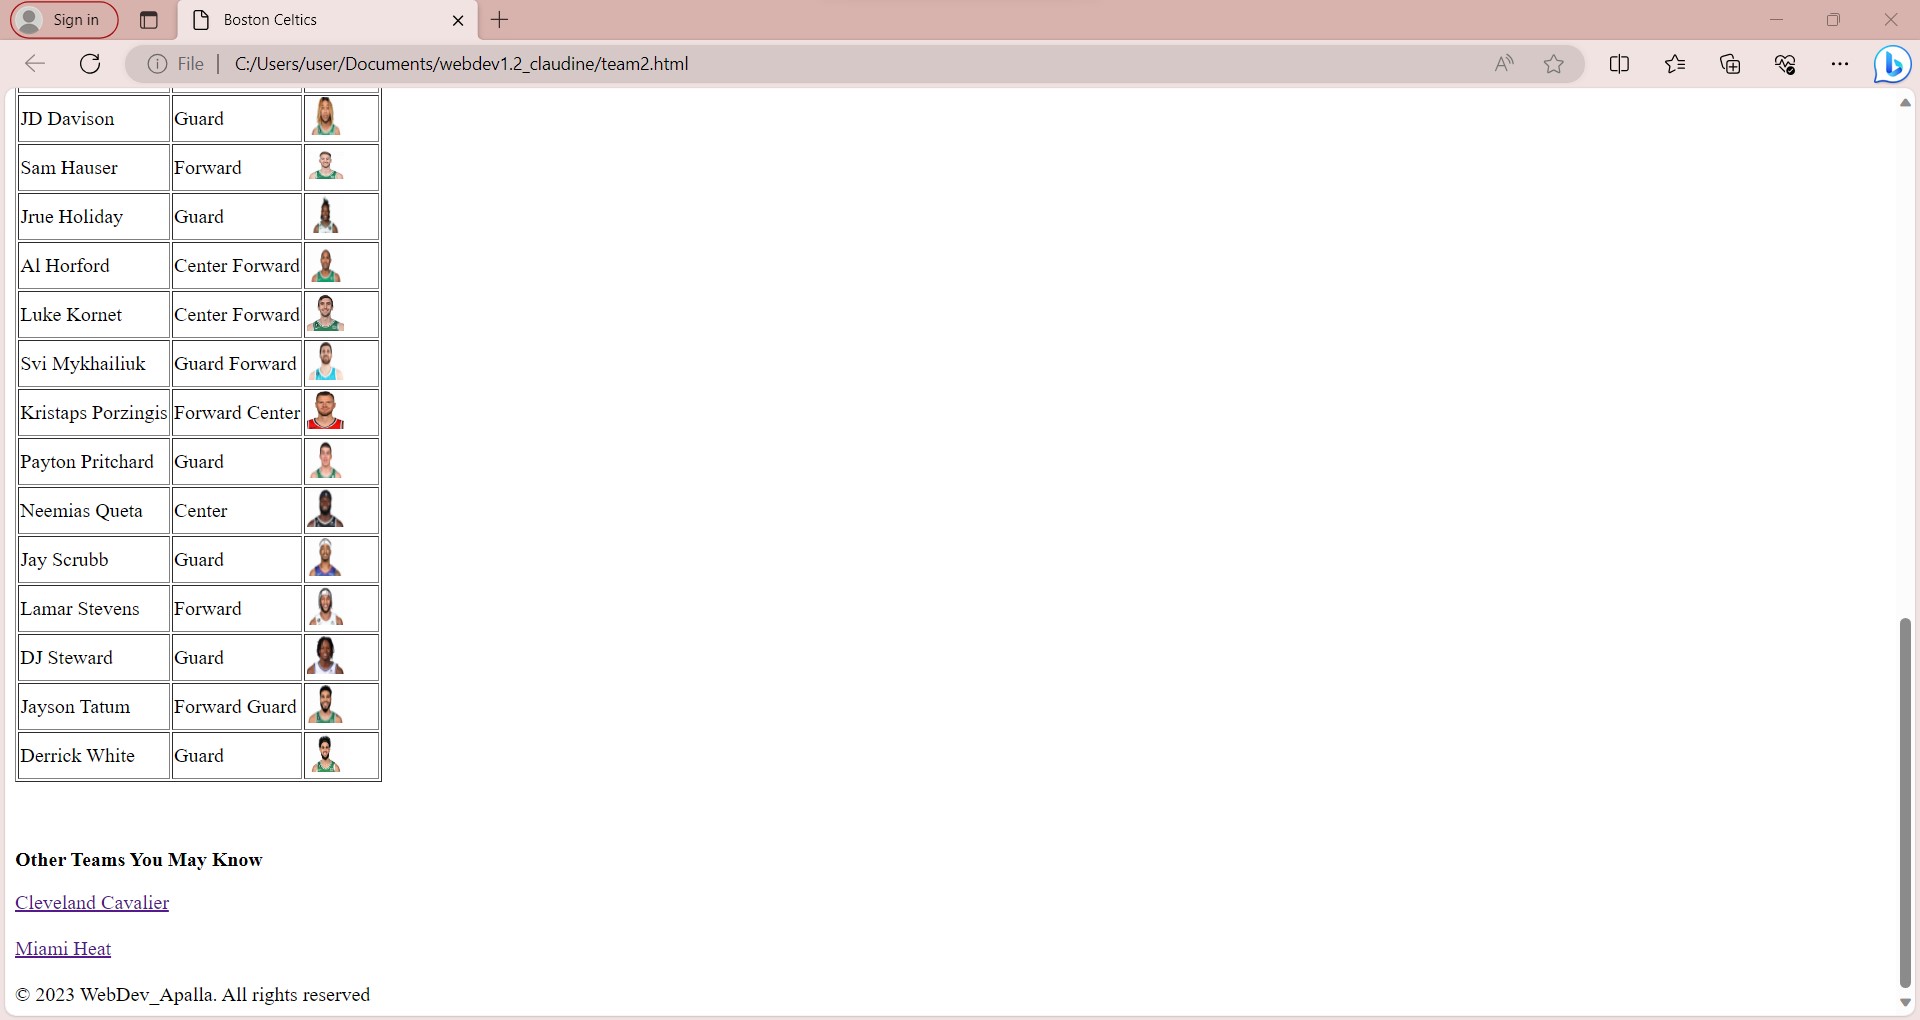 Sign in
Boston Celtics
File
C:/Users/user/Documents/webdev1.2_claudine/team2.html
JD Davison Guard
Sam Hauser Forward
Jrue Holiday Guard
Al Horford Center Forward
Luke Kornet Center Forward
Svi Mykhailiuk Guard Forward
Kristaps Porzingis Forward Center
Payton Pritchard Guard
Neemias Queta Center
Jay Scrubb Guard
Lamar Stevens Forward
DJ Steward Guard
Jayson Tatum Forward Guard
Derrick White Guard
Other Teams You May Know
Cleveland Cavalier
Miami Heat
© 2023 WebDev_Apalla. All rights reserved